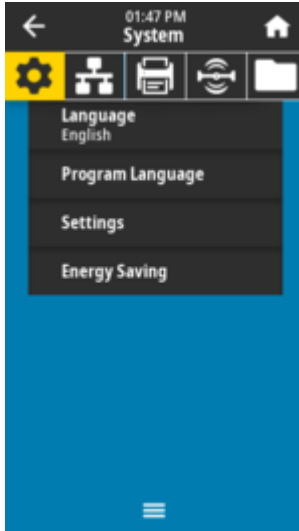 01:47 PM
System
Language
English
Program Language
Settings
Energy Saving